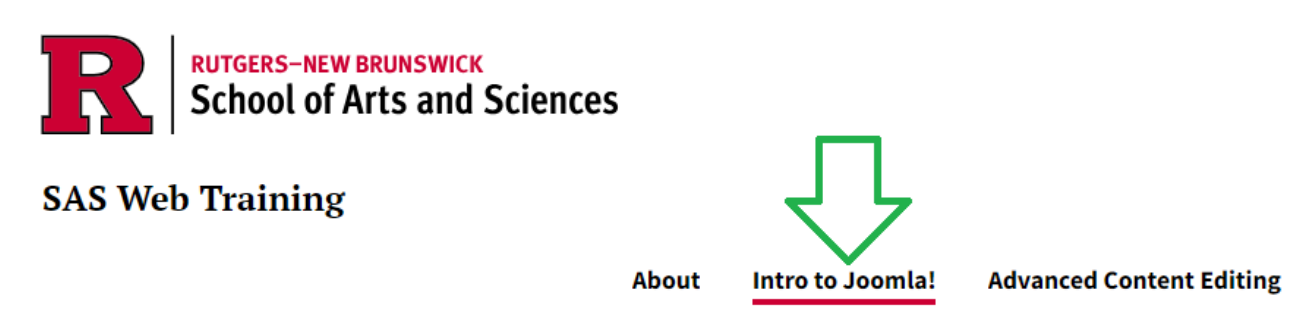 R
RUTGERS–NEW BRUNSWICK
School of Arts and Sciences
SAS Web Training
About Intro to Joomla! Advanced Content Editing